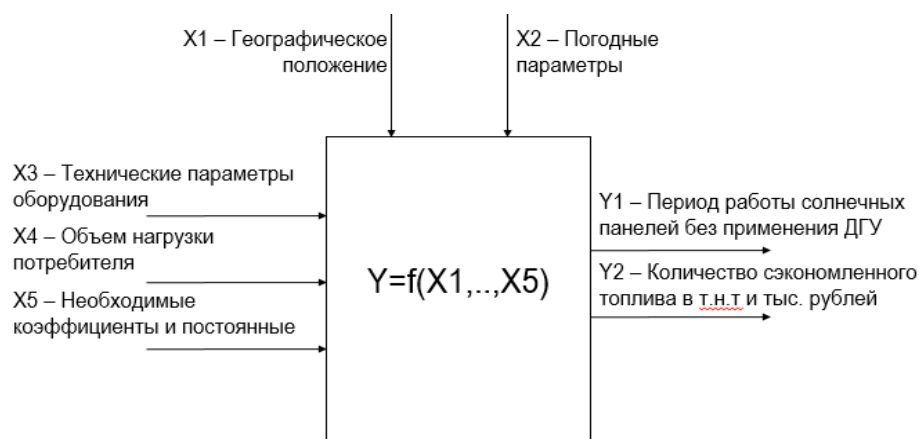 X1 – Географическое
положение
X2 – Погодные
параметры
X3 – Технические параметры
оборудования
X4 – Объем нагрузки
потребителя
X5 – Необходимые
коэффициенты и постоянные
Y=f(X1,..,X5)
Y1 – Период работы солнечных
панелей без применения ДГУ
Y2 – Количество сэкономленного
топлива в т.н.т и тыс. рублей